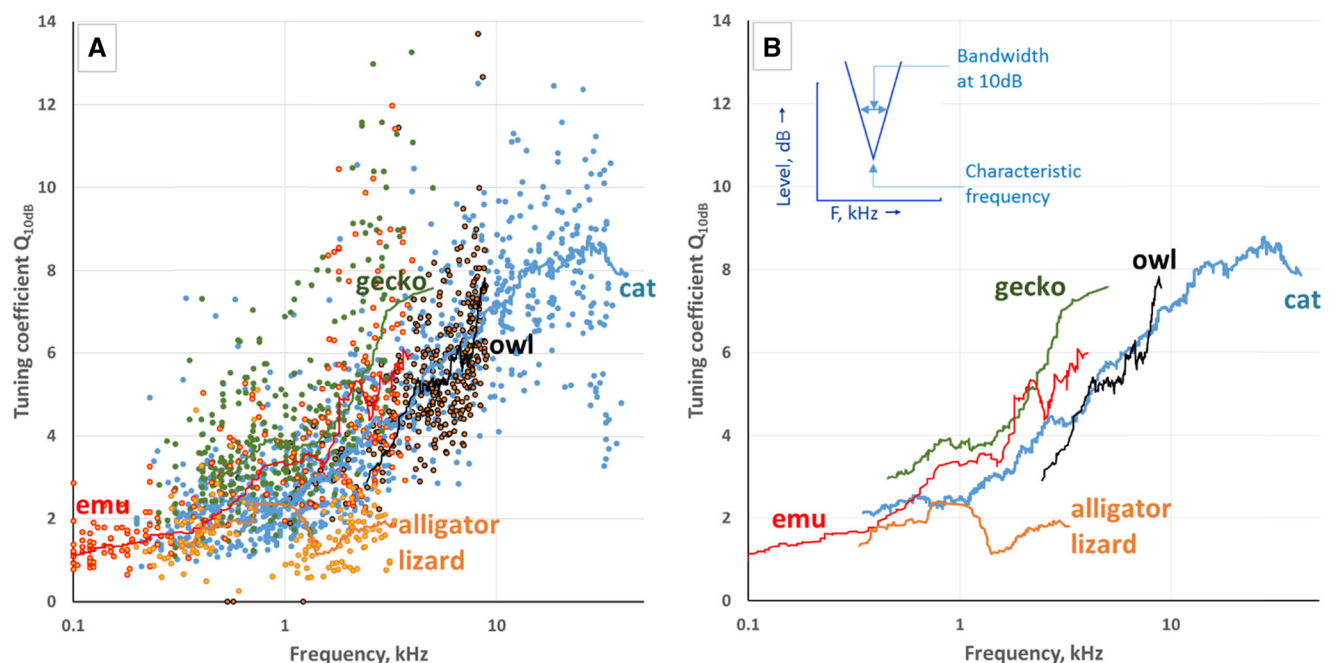 A
14
12
10
8
6
4
2
0
Tuning coefficient Q10dB
gecko
cat
owl
emu
alligator
lizard
0.1
1
10
Frequency, kHz
B
14
12
10
8
6
4
2
0
Tuning coefficient Q10dB
Level, dB →
F, kHz →
Bandwidth
at 10dB
Characteristic
frequency
gecko
owl
cat
emu
alligator
lizard
0.1
1
10
Frequency, kHz